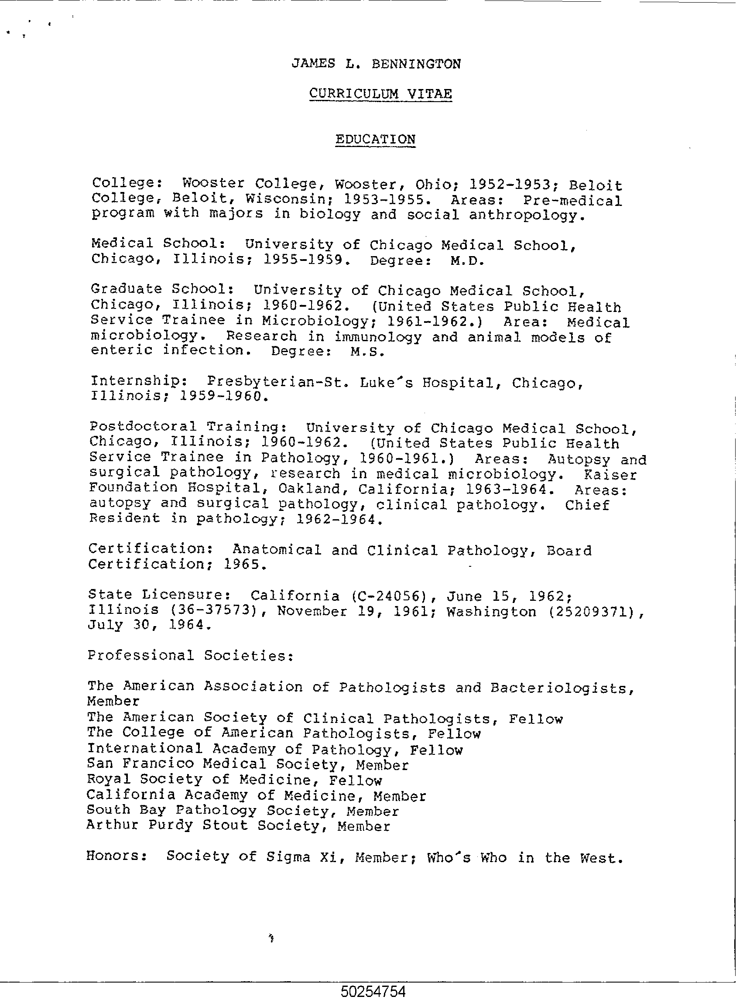 JAMES L. BENNINGTON
CURRICULUM VITAE
EDUCATION
College: Wooster College, Wooster, Ohio; 1952-1953; Beloit
College, Beloit, Wisconsin; 1953-1955. Areas: Pre-medical
program with majors in biology and social anthropology.
Medical School: University of Chicago Medical School,
Chicago, Illinois; 1955-1959. Degree: M.D.
Graduate School: University of Chicago Medical School,
Chicago, Illinois; 1960-1962. (United States Public Health
Service Trainee in Microbiology; 1961-1962.) Area: Medical
microbiology. Research in immunology and animal models of
enteric infection. Degree: M.S.
Internship: Presbyterian-St. Luke's Hospital, Chicago,
Illinois; 1959-1960.
Postdoctoral Training: University of Chicago Medical School,
Chicago, Illinois; 1960-1962. (United States Public Health
Service Trainee in Pathology, 1960-1961.) Areas: Autopsy and
surgical pathology, research in medical microbiology. Kaiser
Foundation Hospital, Oakland, California; 1963-1964. Areas:
autopsy and surgical pathology, clinical pathology. Chief
Resident in pathology; 1962-1964.
Certification: Anatomical and Clinical Pathology, Board
Certification; 1965.
State Licensure: California (C-24056), June 15, 1962;
Illinois (36-37573), November 19, 1961; Washington (25209371),
July 30, 1964.
Professional Societies:
The American Association of Pathologists and Bacteriologists,
Member
The American Society of Clinical Pathologists, Fellow
The College of American Pathologists, Fellow
International Academy of Pathology, Fellow
San Francico Medical Society, Member
Royal Society of Medicine, Fellow
California Academy of Medicine, Member
South Bay Pathology Society, Member
Arthur Purdy Stout Society, Member
Honors: Society of Sigma Xi, Member; Who's Who in the West.
50254754